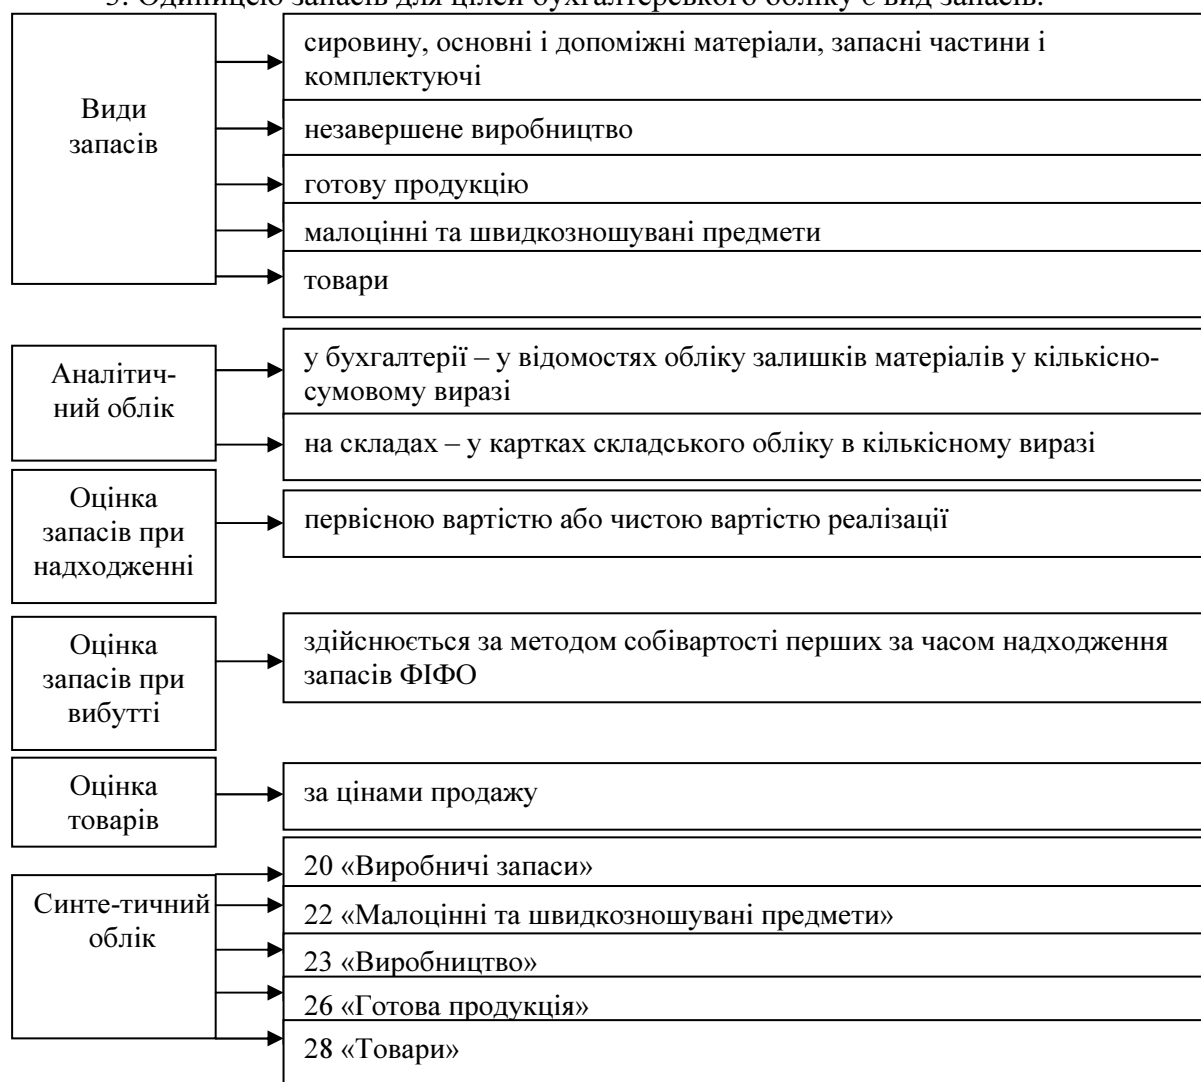 3. Одиницею запасів для цілей бухгалтерського обліку є вид запасів.
Види
запасів
сировину, основні і допоміжні матеріали, запасні частини і
комплектуючі
незавершене виробництво
готову продукцію
малоцінні та швидкозношувані предмети
товари
Аналітич-
ний облік
у бухгалтерії – у відомостях обліку залишків матеріалів у кількісно-
сумовому виразі
на складах – у картках складського обліку в кількісному виразі
Оцінка
запасів при
надходженні
первісною вартістю або чистою вартістю реалізації
Оцінка
запасів при
вибутті
здійснюється за методом собівартості перших за часом надходження
запасів ФІФО
Оцінка
товарів
за цінами продажу
Синте-тичний
облік
20 «Виробничі запаси»
22 «Малоцінні та швидкозношувані предмети»
23 «Виробництво»
26 «Готова продукція»
28 «Товари»